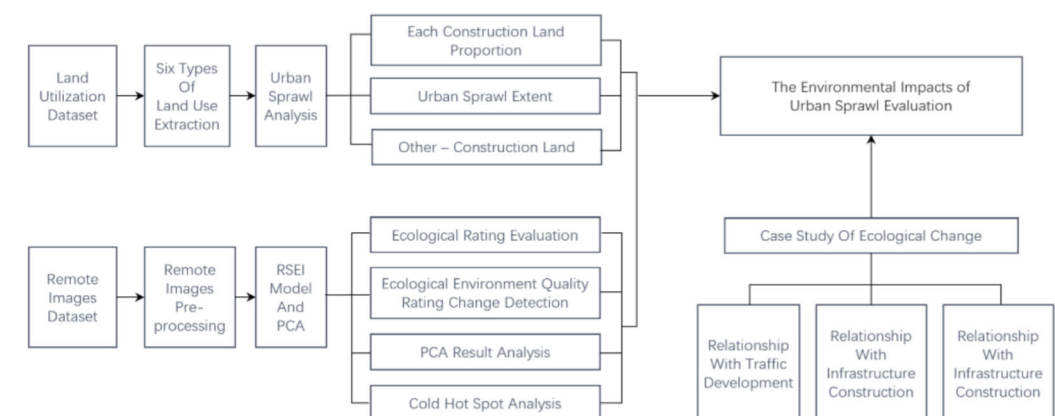 Land
Utilization
Dataset
Six Types
Of
Land Use
Extraction
Urban
Sprawl
Analysis
Each Construction Land
Proportion
Urban Sprawl Extent
Other – Construction Land
The Environmental Impacts of
Urban Sprawl Evaluation
Remote
Images
Dataset
Remote
Images
Pre-
processing
RSEI
Model
And
PCA
Ecological Rating Evaluation
Ecological Environment Quality
Rating Change Detection
PCA Result Analysis
Cold Hot Spot Analysis
Case Study Of Ecological Change
Relationship
With Traffic
Development
Relationship
With
Infrastructure
Construction
Relationship
With
Infrastructure
Construction